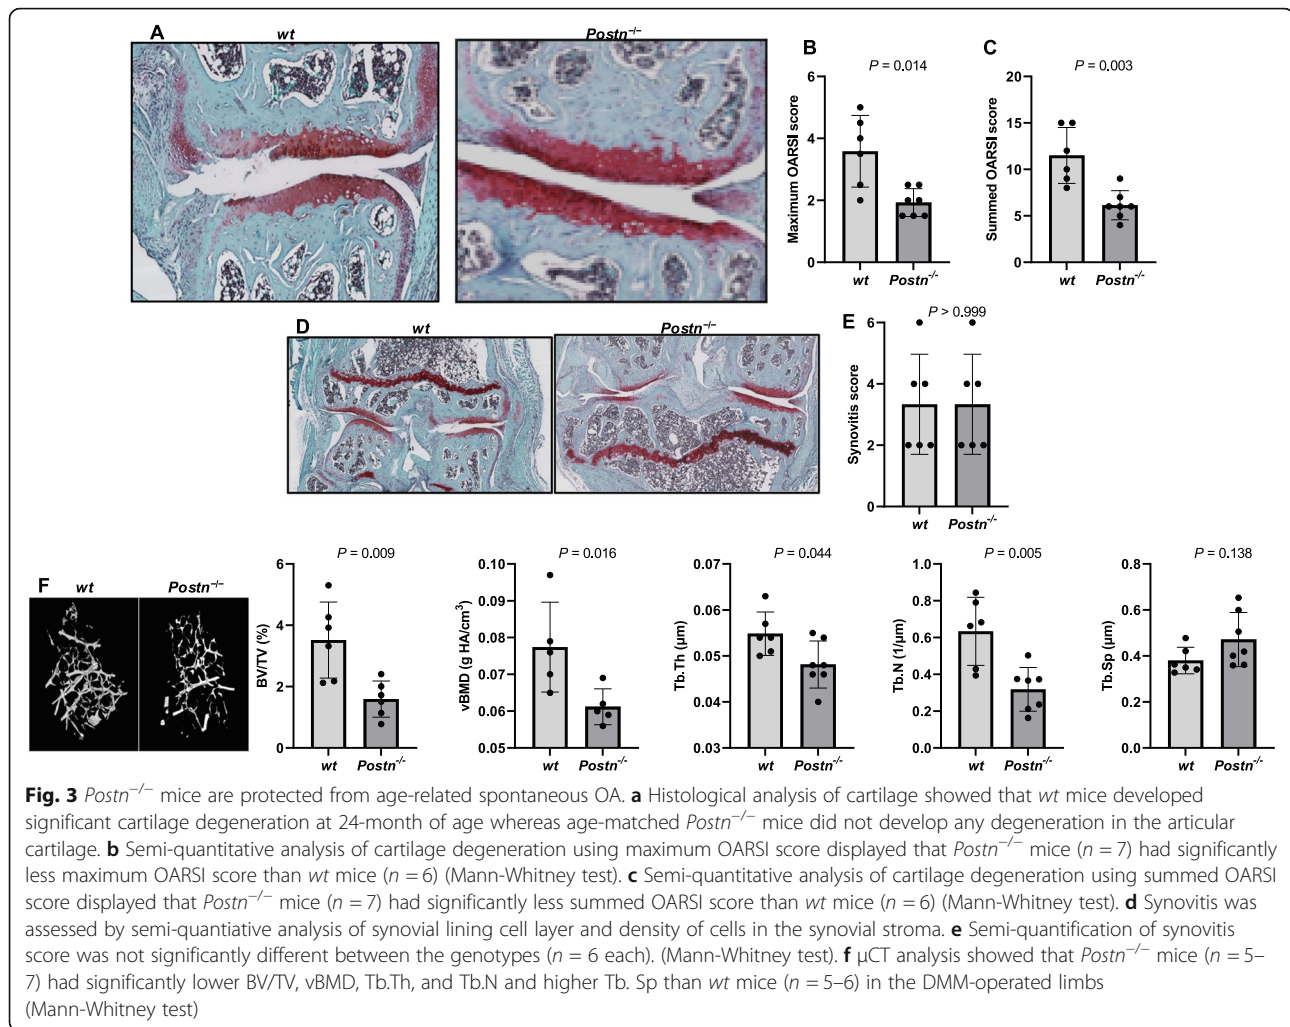 A
wt
Postn–/–
B
P = 0.014
Maximum OARSI score
6
4
2
0
wt
Postn-/-
C
P = 0.003
Summed OARSI score
20
15
10
5
0
wt
Postn-/-
D
wt
Postn–/–
E
P > 0.999
Synovitis score
6
4
2
0
wt
Postn-/-
F
wt
Postn–/–
P = 0.009
BV/TV (%)
6
4
2
0
wt
Postn-/-
P = 0.016
vBMD (g HA/cm3)
0.10
0.09
0.08
0.07
0.06
0.05
wt
Postn-/-
P = 0.044
Tb.Th (µm)
0.07
0.06
0.05
0.04
0.03
wt
Postn-/-
P = 0.005
Tb.N (1/µm)
1.0
0.8
0.6
0.4
0.2
0.0
wt
Postn-/-
P = 0.138
Tb.Sp (µm)
0.8
0.6
0.4
0.2
0.0
wt
Postn-/-
Fig. 3 Postn−/− mice are protected from age-related spontaneous OA. a Histological analysis of cartilage showed that wt mice developed
significant cartilage degeneration at 24-month of age whereas age-matched Postn−/− mice did not develop any degeneration in the articular
cartilage. b Semi-quantitative analysis of cartilage degeneration using maximum OARSI score displayed that Postn−/− mice (n = 7) had significantly
less maximum OARSI score than wt mice (n = 6) (Mann-Whitney test). c Semi-quantitative analysis of cartilage degeneration using summed OARSI
score displayed that Postn−/− mice (n = 7) had significantly less summed OARSI score than wt mice (n = 6) (Mann-Whitney test). d Synovitis was
assessed by semi-quantiative analysis of synovial lining cell layer and density of cells in the synovial stroma. e Semi-quantification of synovitis
score was not significantly different between the genotypes (n = 6 each). (Mann-Whitney test). f µCT analysis showed that Postn−/− mice (n = 5–
7) had significantly lower BV/TV, vBMD, Tb.Th, and Tb.N and higher Tb. Sp than wt mice (n = 5–6) in the DMM-operated limbs
(Mann-Whitney test)